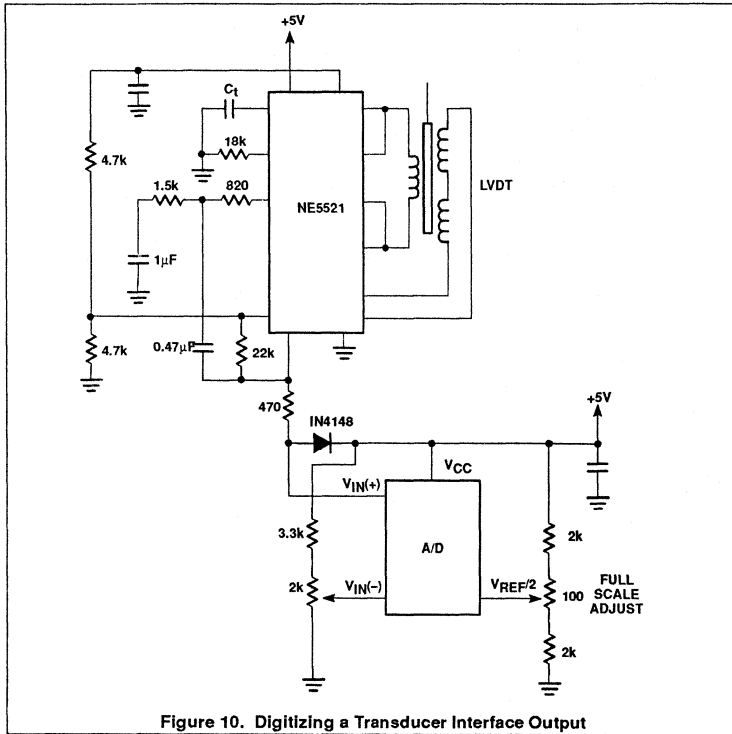 +5V
Ct
18k
4.7k
1.5k
820
NE5521
LVDT
1µF
4.7k
0.47µF
22k
470
IN4148
+5V
VCC
VIN(+)
3.3k
A/D
2k
2k
VIN(–)
VREF/2
100
FULL
SCALE
ADJUST
2k
Figure 10. Digitizing a Transducer Interface Output